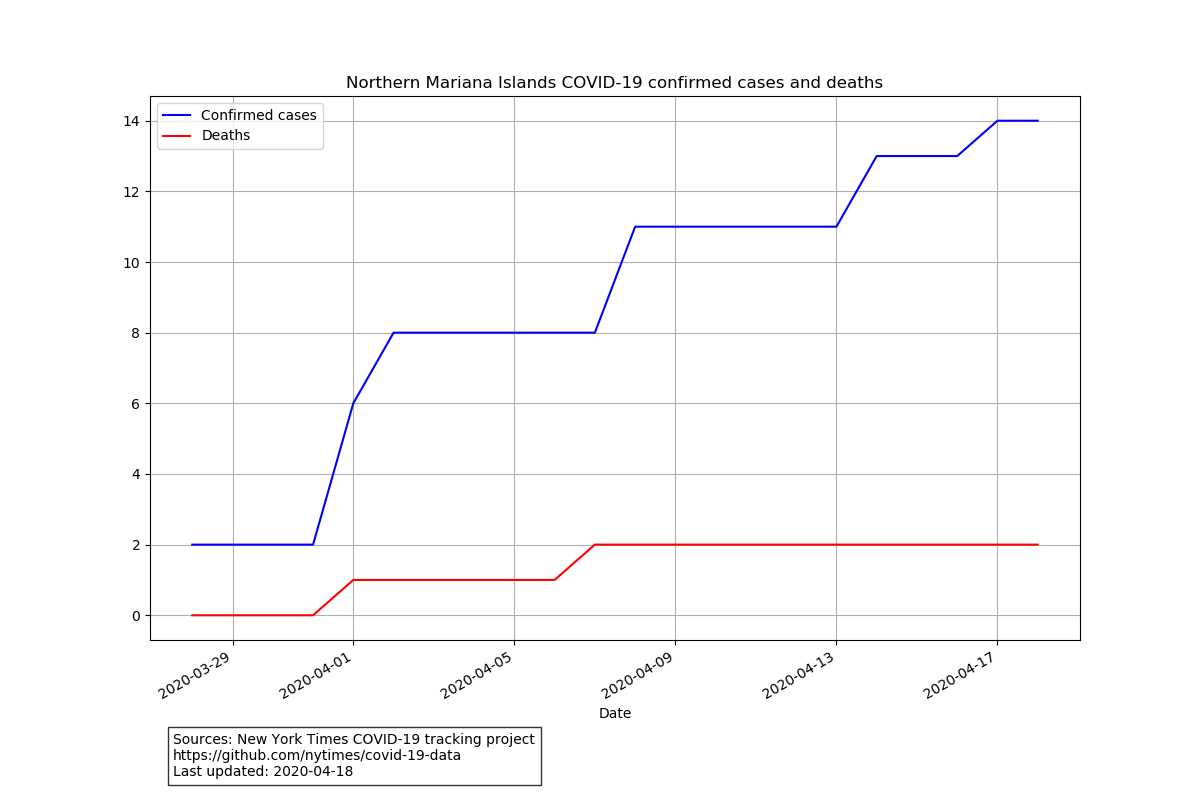 Northern Mariana Islands COVID-19 confirmed cases and deaths
Confirmed cases
Deaths
14
12
10
8
6
4
2
0
2020-03-29
2020-04-01
2020-04-05
2020-04-09
2020-04-13
2020-04-17
Date
Sources: New York Times COVID-19 tracking project
https://github.com/nytimes/covid-19-data
Last updated: 2020-04-18